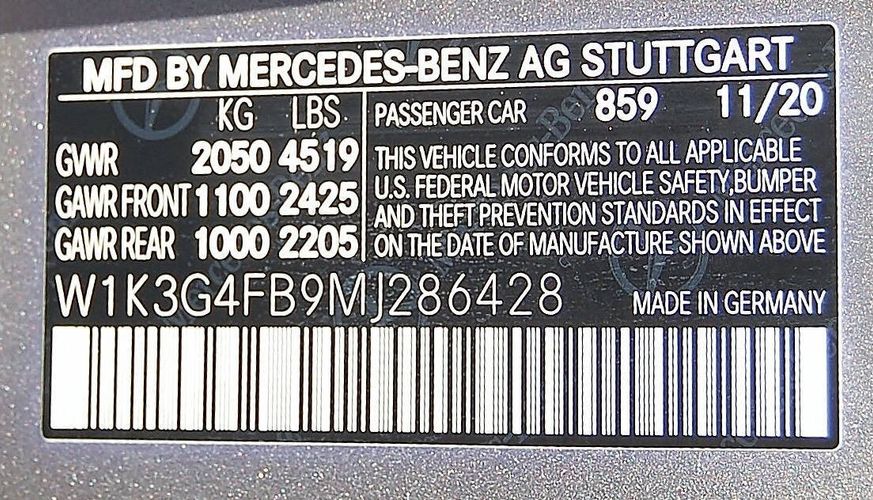 MFD BY MERCEDES-BENZ AG STUTTGART
KG LBS
GVWR 2050 4519
GAWR FRONT 1100 2425
GAWR REAR 1000 2205
PASSENGER CAR 859 11/20
THIS VEHICLE CONFORMS TO ALL APPLICABLE
U.S. FEDERAL MOTOR VEHICLE SAFETY,BUMPER
AND THEFT PREVENTION STANDARDS IN EFFECT
ON THE DATE OF MANUFACTURE SHOWN ABOVE
W1K3G4FB9MJ286428 MADE IN GERMANY